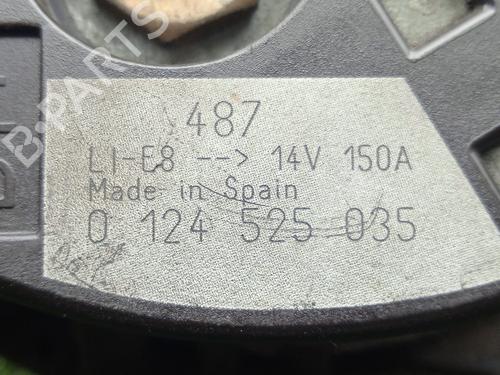 487
LI-E8 --> 14V 150A
Made in Spain
0 124 525 035
B-PARTS